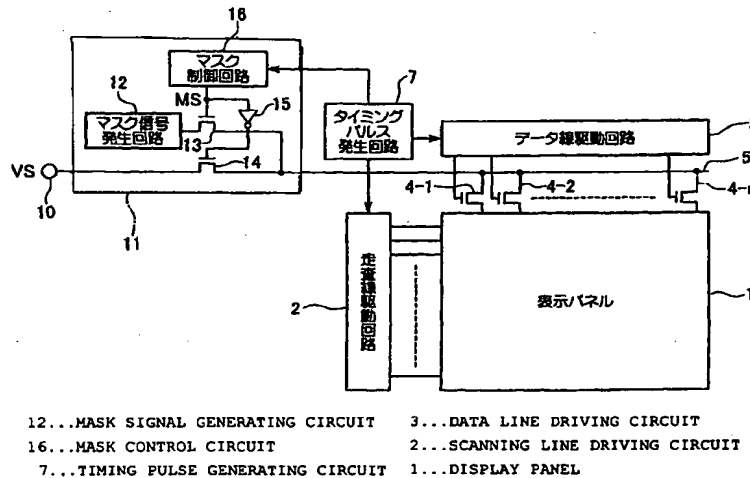 16
マスク
制御回路
7
12
MS
15
マスク信号
発生回路
タイミング
パルス
発生回路
データ線駆動回路
13
VS
14
5
10
4-1
4-2
11
2
走査線駆動回路
表示パネル
1
12...MASK SIGNAL GENERATING CIRCUIT
3...DATA LINE DRIVING CIRCUIT
16...MASK CONTROL CIRCUIT
2...SCANNING LINE DRIVING CIRCUIT
7...TIMING PULSE GENERATING CIRCUIT
1...DISPLAY PANEL